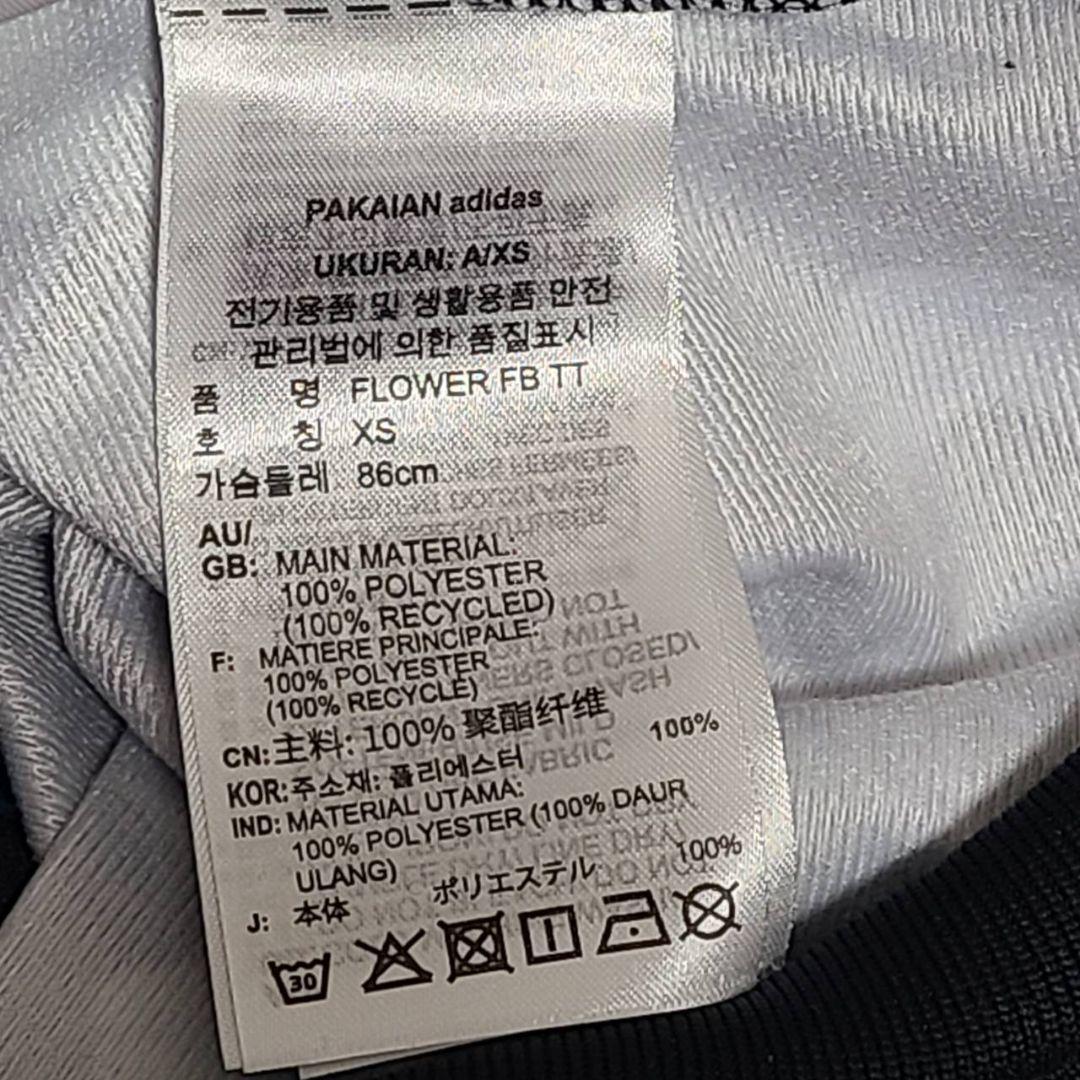 PAKAIAN adidas
UKURAN: A/XS
전기용품 및 생활용품 안전
관리법에 의한 품질표시
품 명 FLOWER FB TT
호 칭 XS
가슴둘레 86cm
AU/
GB: MAIN MATERIAL:
100% POLYESTER
(100% RECYCLED)
F: MATIERE PRINCIPALE:
100% POLYESTER
(100% RECYCLÉ)
CN: 主料: 100% 聚酯纤维
KOR: 주소재: 폴리에스터 100%
IND: MATERIAL UTAMA:
100% POLYESTER (100% DAUR
ULANG)
J: 本体 ポリエステル 100%
30